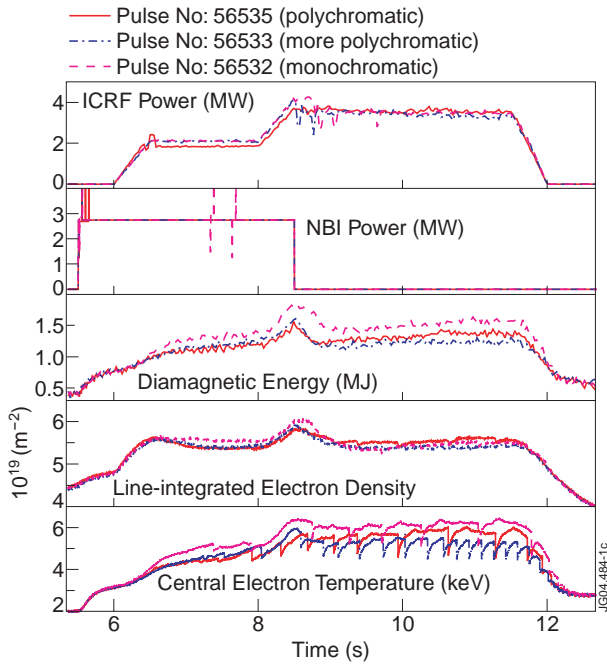 Pulse No: 56535 (polychromatic)
Pulse No: 56533 (more polychromatic)
Pulse No: 56532 (monochromatic)
ICRF Power (MW)
4
2
0
NBI Power (MW)
3
2
1
0
Diamagnetic Energy (MJ)
1.5
1.0
0.5
Line-integrated Electron Density
10¹⁹ (m⁻²)
6
5
4
Central Electron Temperature (keV)
6
4
2
6
8
10
12
Time (s)
JG04.484-1c